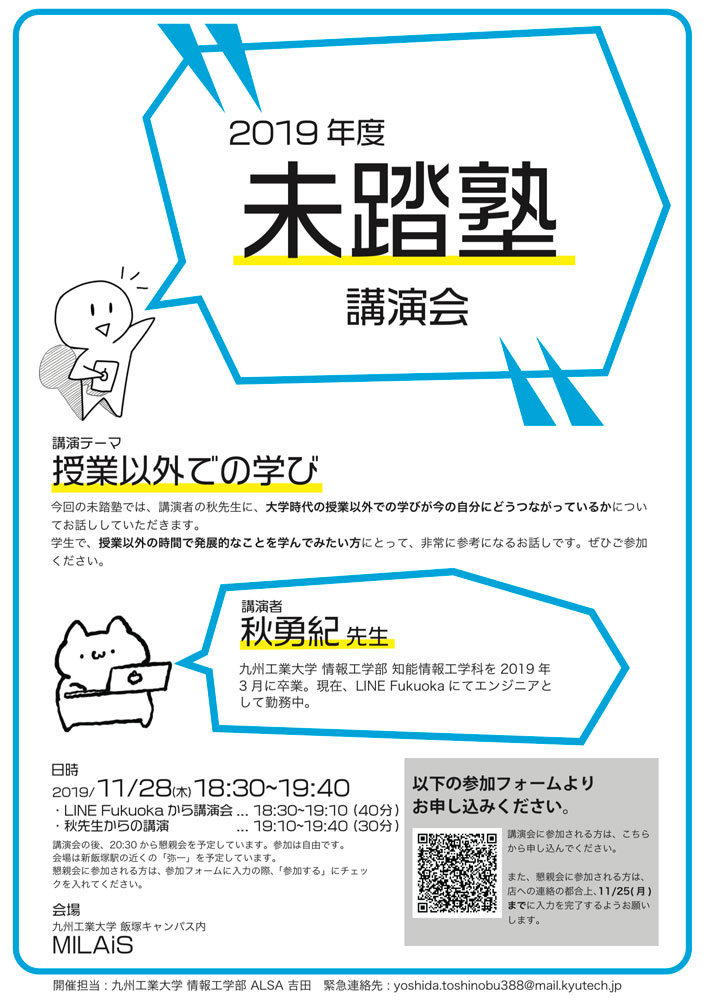 2019 年度
未踏塾
講演会
講演テーマ
授業以外での学び
今回の未踏塾では、講演者の秋先生に、大学時代の授業以外での学びが今の自分にどうつながっているかについ
てお話ししていただきます。
学生で、授業以外の時間で発展的なことを学んでみたい方にとって、非常に参考になるお話しです。ぜひご参加
ください。
講演者
秋勇紀 先生
九州工業大学 情報工学部 知能情報工学科を 2019 年
3 月に卒業。現在、LINE Fukuoka にてエンジニアと
して勤務中。
日時
2019/ 11/28(木) 18:30~19:40
・LINE Fukuoka から講演会 ... 18:30~19:10 (40分)
・秋先生からの講演 ... 19:10~19:40 (30分)
講演会の後、20:30 から懇親会を予定しています。参加は自由です。
会場は新飯塚駅の近くの「弥一」を予定しています。
懇親会に参加される方は、参加フォームに入力の際、「参加する」にチェッ
クを入れてください。
会場
九州工業大学 飯塚キャンパス内
MILAiS
以下の参加フォームより
お申し込みください。
講演会に参加される方は、こちら
から申し込んでください。
また、懇親会に参加される方は、
店への連絡の都合上、11/25(月)
までに入力を完了するようお願い
します。
開催担当：九州工業大学 情報工学部 ALSA 吉田　緊急連絡先：yoshida.toshinobu388@mail.kyutech.jp